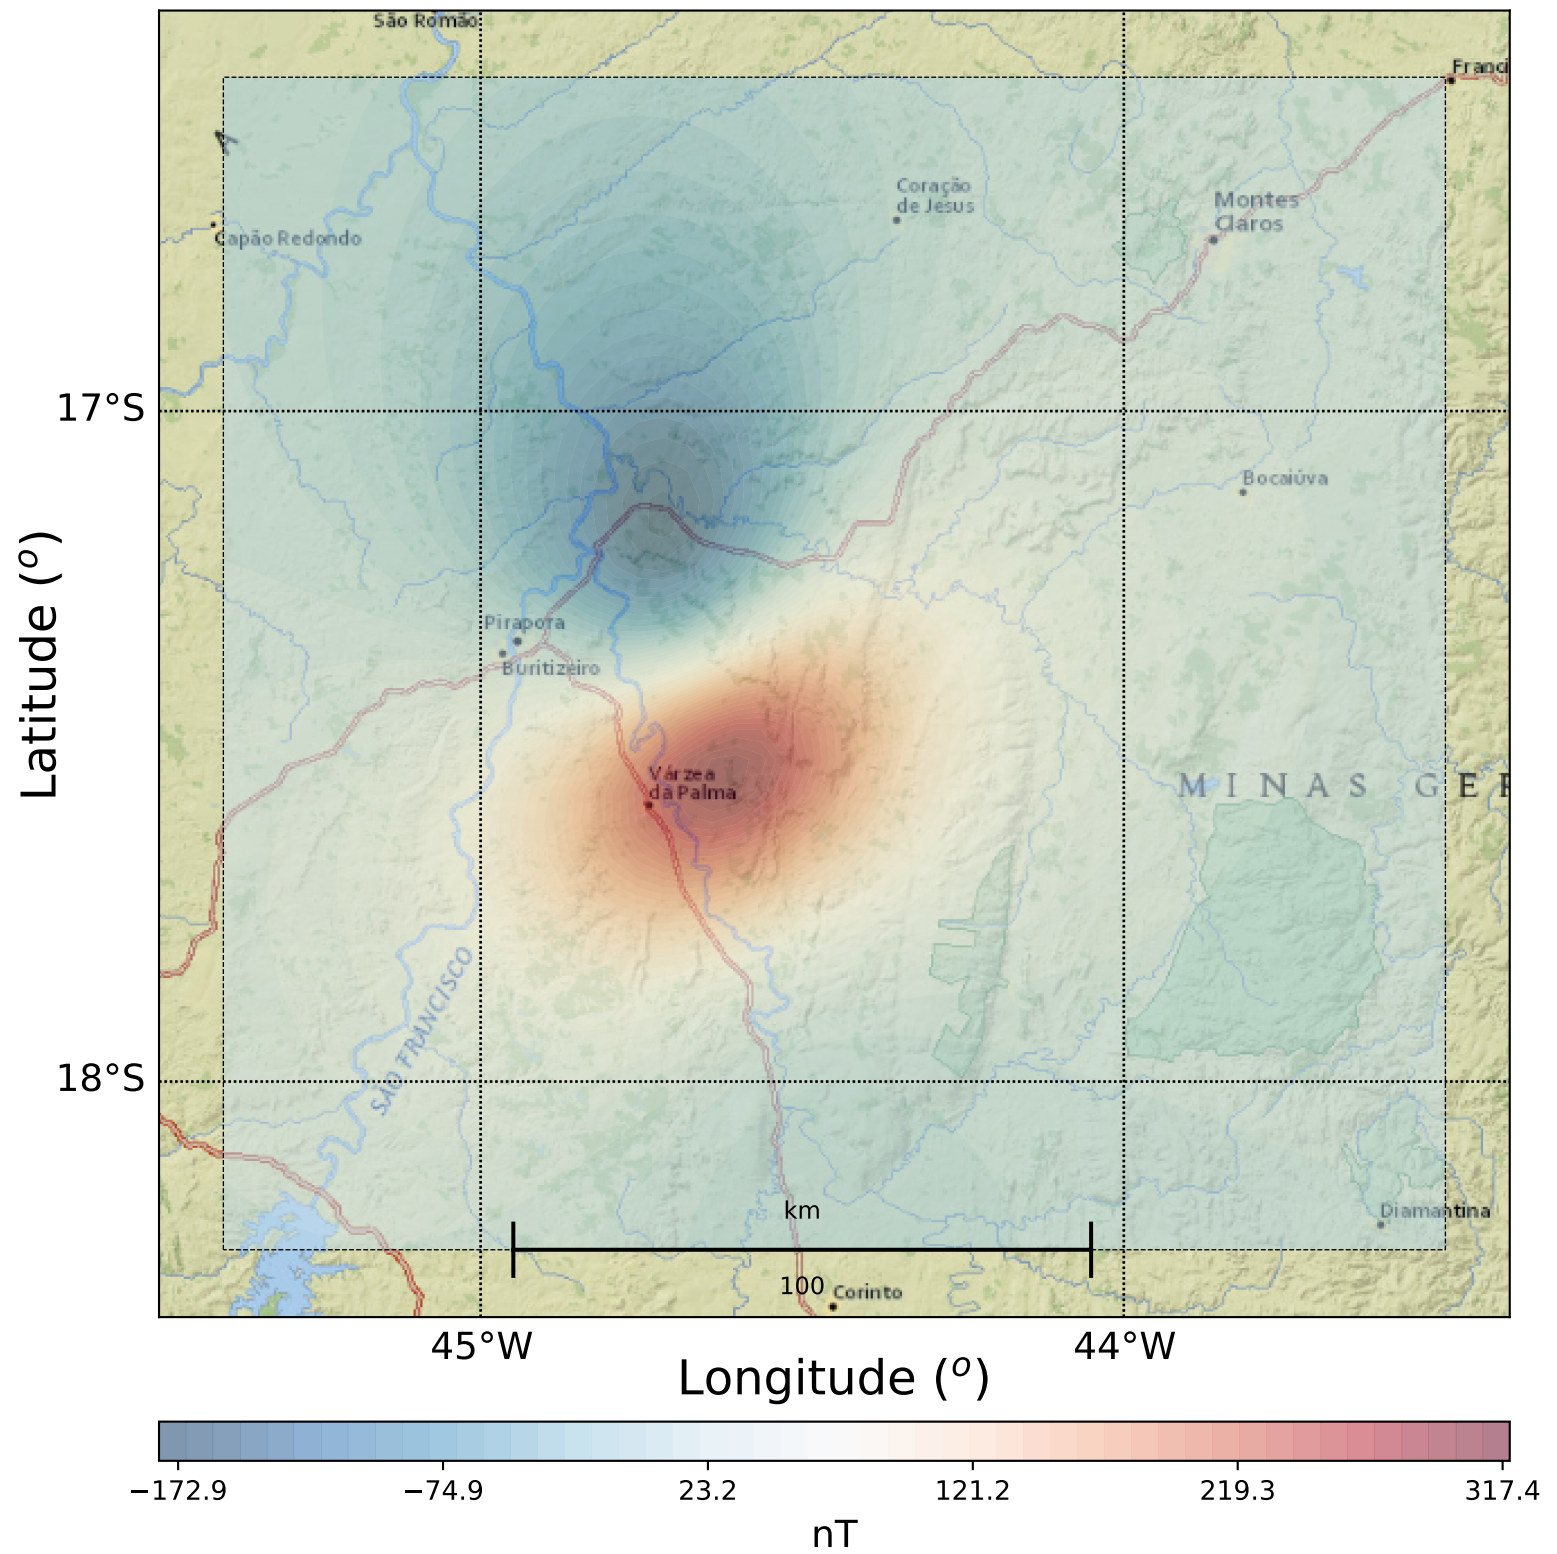 São Romão
Franci
A
Coração
de Jesus
Montes
Claros
Capão Redondo
17°S
Bocaiúva
Latitude (o)
Pirapora
Buritizeiro
Várzea
da Palma
MINAS GER
SÃO FRANCISCO
18°S
km
Diamantina
100
Corinto
45°W
44°W
Longitude (o)
−172.9
−74.9
23.2
121.2
219.3
317.4
nT